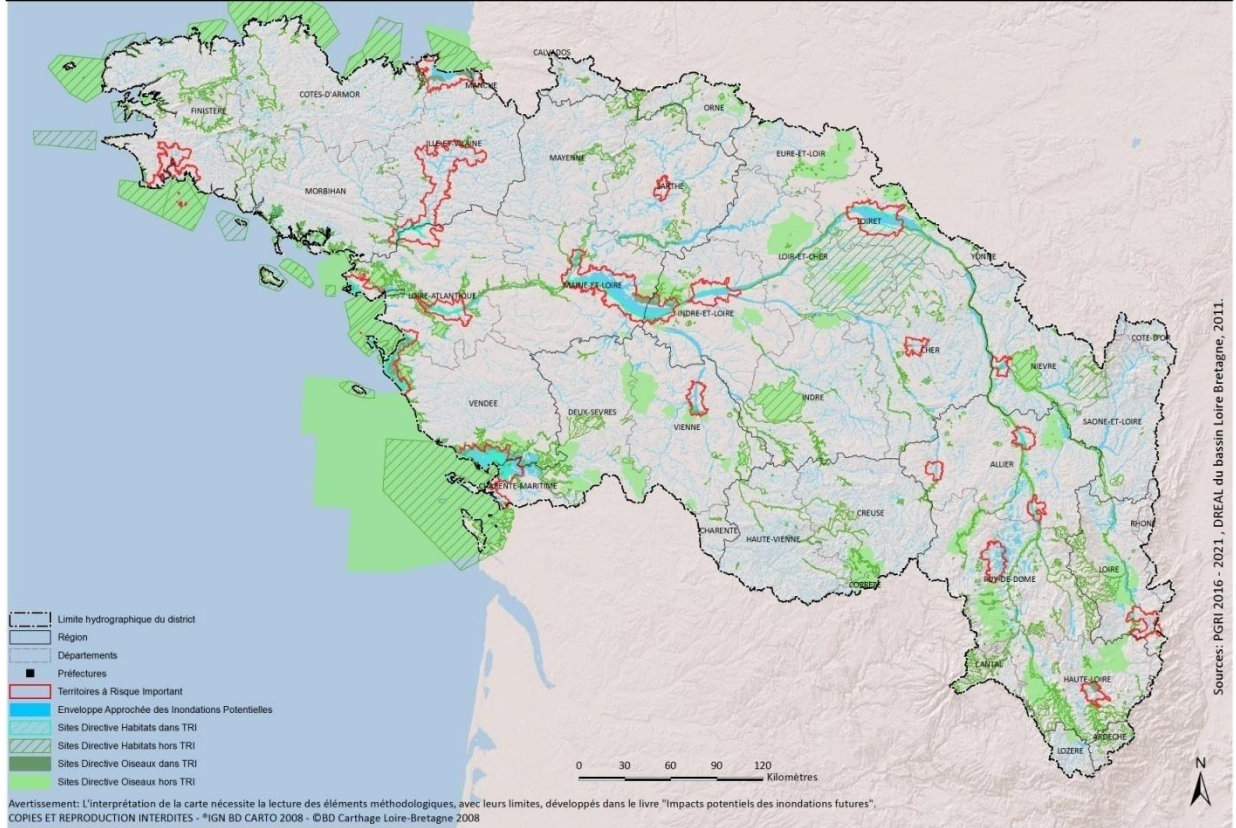 CALVADOS
MANCHE
COTES-D'ARMOR
FINISTERE
ORNE
ILLE-ET-VILAINE
MAYENNE
EURE-ET-LOIR
SARTHE
MORBIHAN
LOIRET
LOIR-ET-CHER
YONNE
MAINE-ET-LOIRE
LOIRE-ATLANTIQUE
INDRE-ET-LOIRE
COTE-D'OR
CHER
NIEVRE
VENDEE
DEUX-SEVRES
INDRE
SAONE-ET-LOIRE
VIENNE
ALLIER
CHARENTE-MARITIME
CREUSE
CHARENTE
HAUTE-VIENNE
RHONE
LOIRE
PUY-DE-DOME
CORREZE
CANTAL
HAUTE-LOIRE
ARDECHE
LOZERE
Limite hydrographique du district
Région
Départements
Préfectures
Territoires à Risque Important
Enveloppe Approchée des Inondations Potentielles
Sites Directive Habitats dans TRI
Sites Directive Habitats hors TRI
Sites Directive Oiseaux dans TRI
Sites Directive Oiseaux hors TRI
0 30 60 90 120
Kilomètres
N
Sources: PGRI 2016 - 2021 , DREAL du bassin Loire Bretagne, 2011.
Avertissement: L'interprétation de la carte nécessite la lecture des éléments méthodologiques, avec leurs limites, développés dans le livre "Impacts potentiels des inondations futures".
COPIES ET REPRODUCTION INTERDITES - ®IGN BD CARTO 2008 - ©BD Carthage Loire-Bretagne 2008